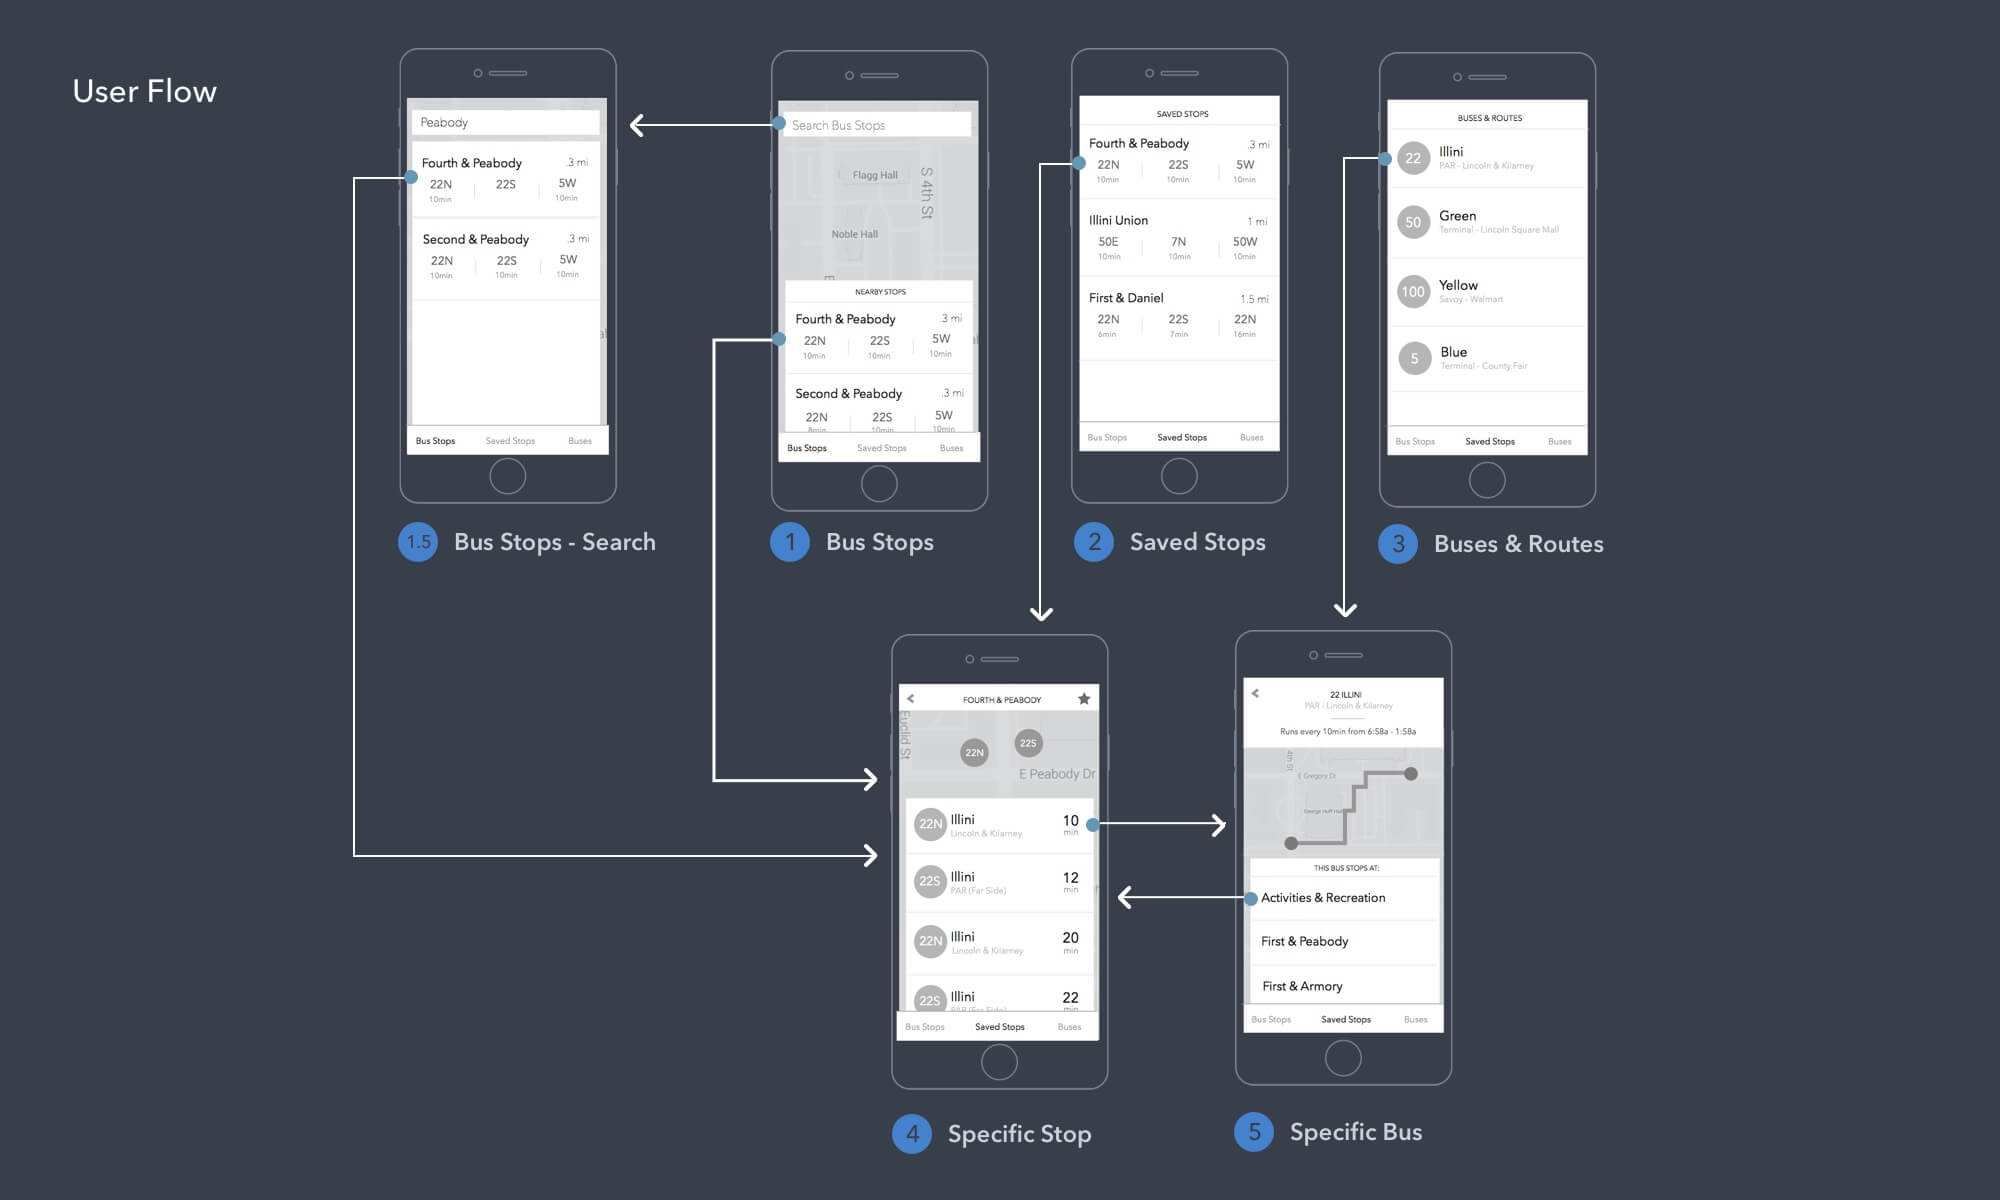 User Flow
Peabody
Fourth & Peabody .3 mi
22N 22S 5W
10min 10min
Second & Peabody .3 mi
22N 22S 5W
10min 10min 10min
Bus Stops Saved Stops Buses
1.5 Bus Stops - Search
Search Bus Stops
Flagg Hall
S 4th St
Noble Hall
NEARBY STOPS
Fourth & Peabody .3 mi
22N 22S 5W
10min 10min 10min
Second & Peabody .3 mi
22N 22S 5W
8min 10min 10min
Bus Stops Saved Stops Buses
1 Bus Stops
SAVED STOPS
Fourth & Peabody .3 mi
22N 22S 5W
10min 10min 10min
Illini Union 1 mi
50E 7N 50W
10min 10min 10min
First & Daniel 1.5 mi
22N 22S 22N
6min 7min 16min
Bus Stops Saved Stops Buses
2 Saved Stops
BUSES & ROUTES
22 Illini
PAR - Lincoln & Kilarney
50 Green
Terminal - Lincoln Square Mall
100 Yellow
Savoy - Walmart
5 Blue
Terminal - County Fair
Bus Stops Saved Stops Buses
3 Buses & Routes
FOURTH & PEABODY
Euclid St
22N 22S
E Peabody Dr
22N Illini 10
Lincoln & Kilarney min
22S Illini 12
PAR (Far Side) min
22N Illini 20
Lincoln & Kilarney min
22S Illini 22
PAR (Far Side) min
Bus Stops Saved Stops Buses
4 Specific Stop
22 ILLINI
PAR - Lincoln & Kilarney
Runs every 10min from 6:58a - 1:58a
4th St
E Gregory Dr
George Huff Hall
THIS BUS STOPS AT:
Activities & Recreation
First & Peabody
First & Armory
Bus Stops Saved Stops Buses
5 Specific Bus